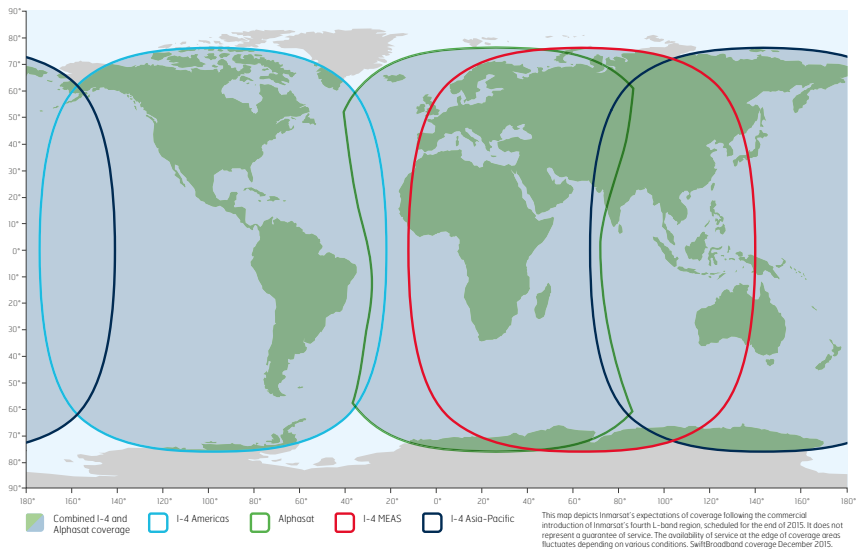 90°
80°
70°
60°
50°
40°
30°
20°
10°
0°
10°
20°
30°
40°
50°
60°
70°
80°
90°
180° 160° 140° 120° 100° 80° 60° 40° 20° 0° 20° 40° 60° 80° 100° 120° 140° 160° 180°
Combined I-4 and
Alphasat coverage
I-4 Americas
Alphasat
I-4 MEAS
I-4 Asia-Pacific
This map depicts Inmarsat's expectations of coverage following the commercial
introduction of Inmarsat's fourth L-band region, scheduled for the end of 2015. It does not
represent a guarantee of service. The availability of service at the edge of coverage areas
fluctuates depending on various conditions. SwiftBroadband coverage December 2015.